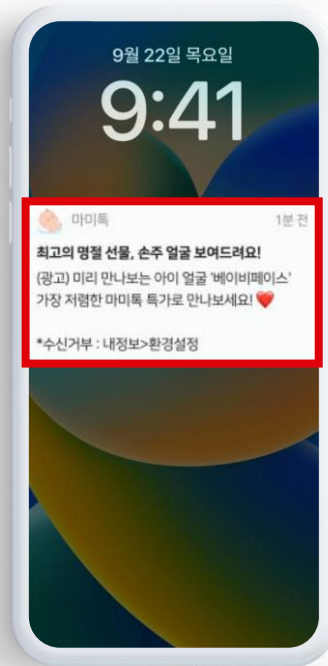 9월 22일 목요일
9:41
마미톡
1분 전
최고의 명절 선물, 손주 얼굴 보여드려요!
(광고) 미리 만나보는 아이 얼굴 '베이비페이스'
가장 저렴한 마미톡 특가로 만나보세요! ❤️
*수신거부 : 내정보>환경설정